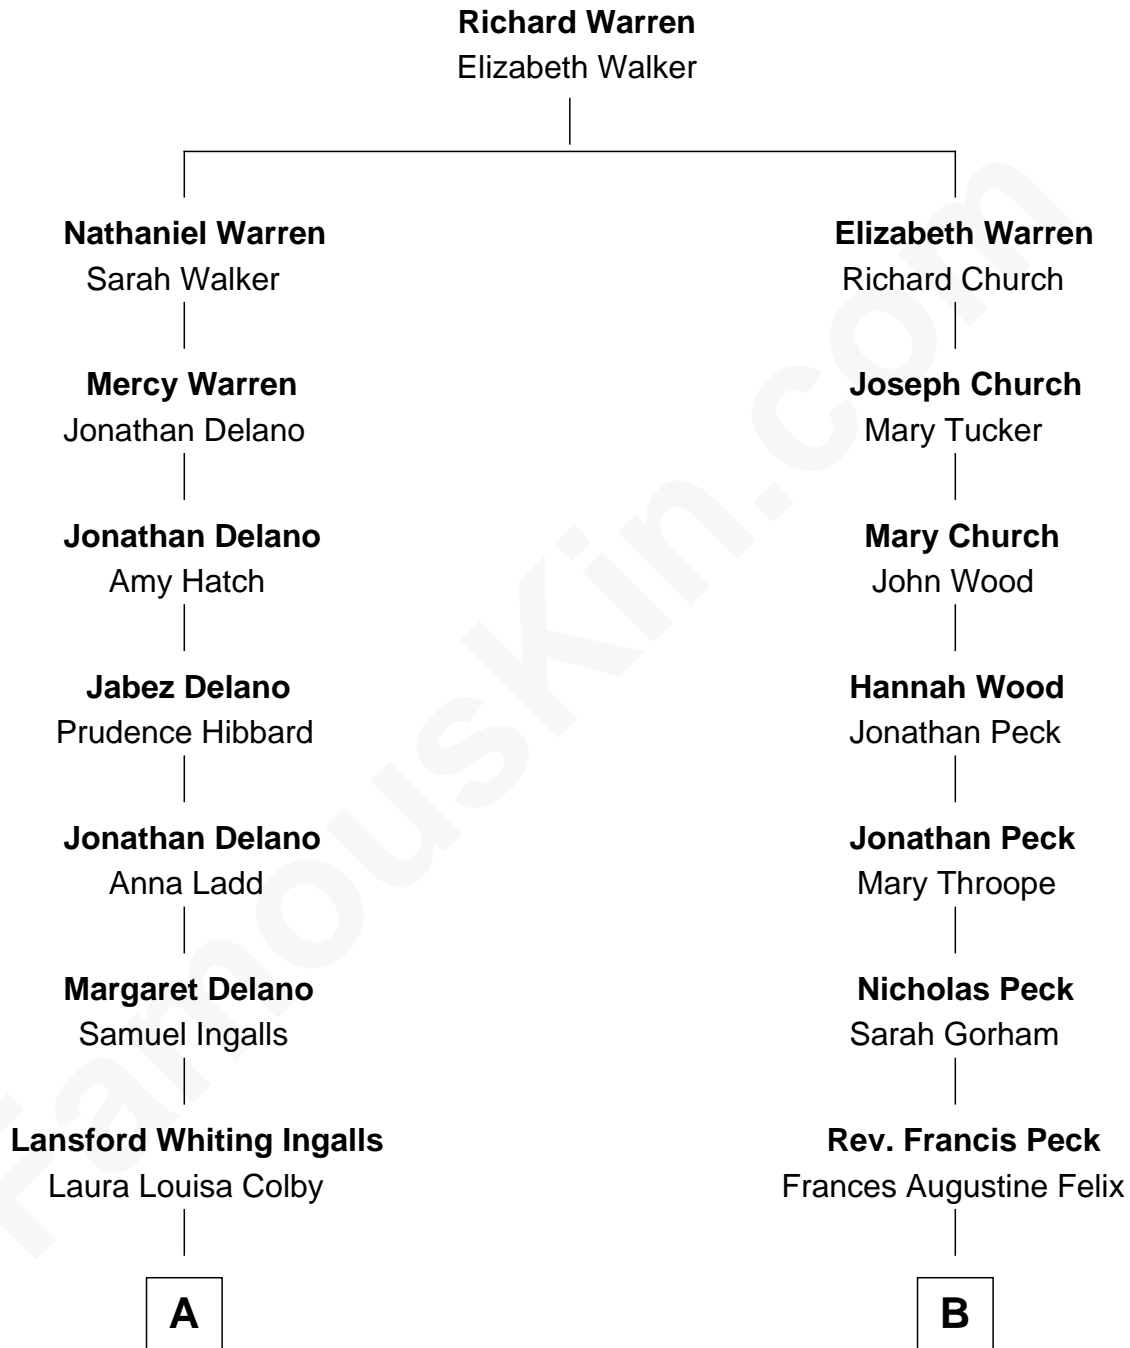 Richard Warren
Elizabeth Walker
Nathaniel Warren
Sarah Walker
Elizabeth Warren
Richard Church
Mercy Warren
Jonathan Delano
Joseph Church
Mary Tucker
Jonathan Delano
Amy Hatch
Mary Church
John Wood
Jabez Delano
Prudence Hibbard
Hannah Wood
Jonathan Peck
Jonathan Delano
Anna Ladd
Jonathan Peck
Mary Throope
Margaret Delano
Samuel Ingalls
Nicholas Peck
Sarah Gorham
Lansford Whiting Ingalls
Laura Louisa Colby
Rev. Francis Peck
Frances Augustine Felix
A
B
FamousKin.com